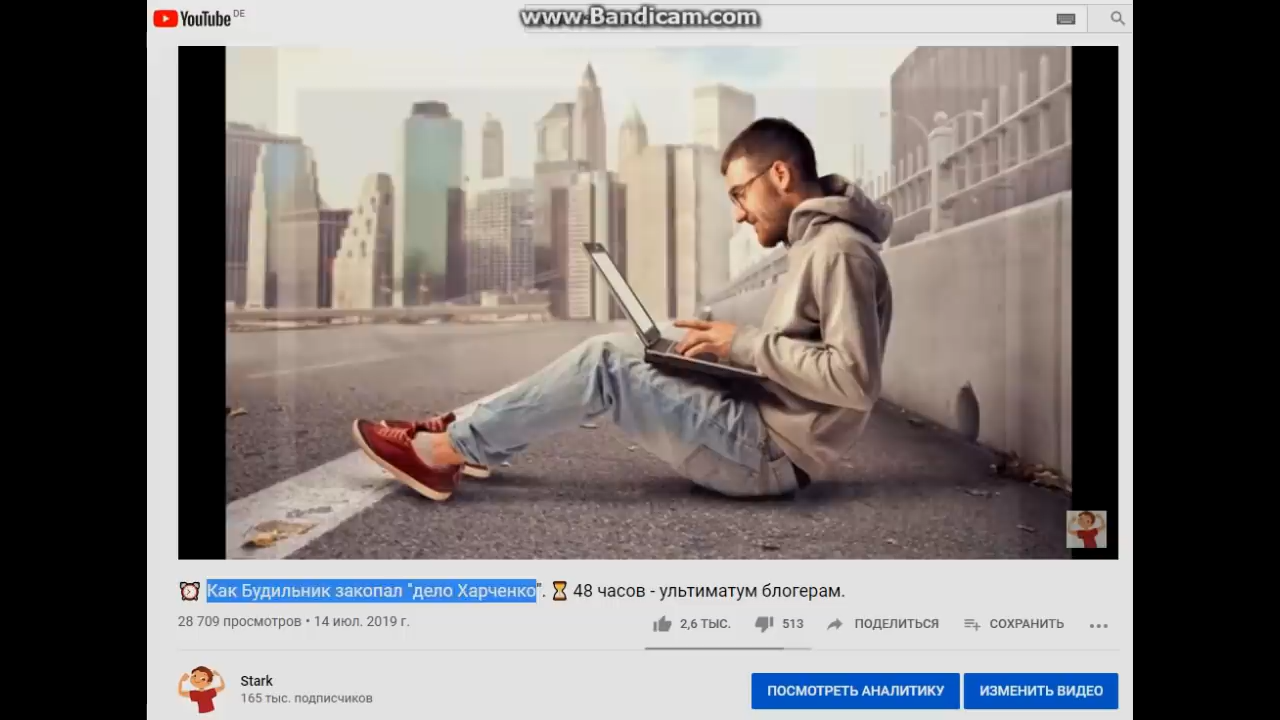 YouTube DE
www.Bandicam.com
⏰ Как Будильник закопал "дело Харченко". ⌛ 48 часов - ультиматум блогерам.
28 709 просмотров • 14 июл. 2019 г.
2,6 ТЫС. 513 ПОДЕЛИТЬСЯ СОХРАНИТЬ
Stark
165 тыс. подписчиков
ПОСМОТРЕТЬ АНАЛИТИКУ ИЗМЕНИТЬ ВИДЕО